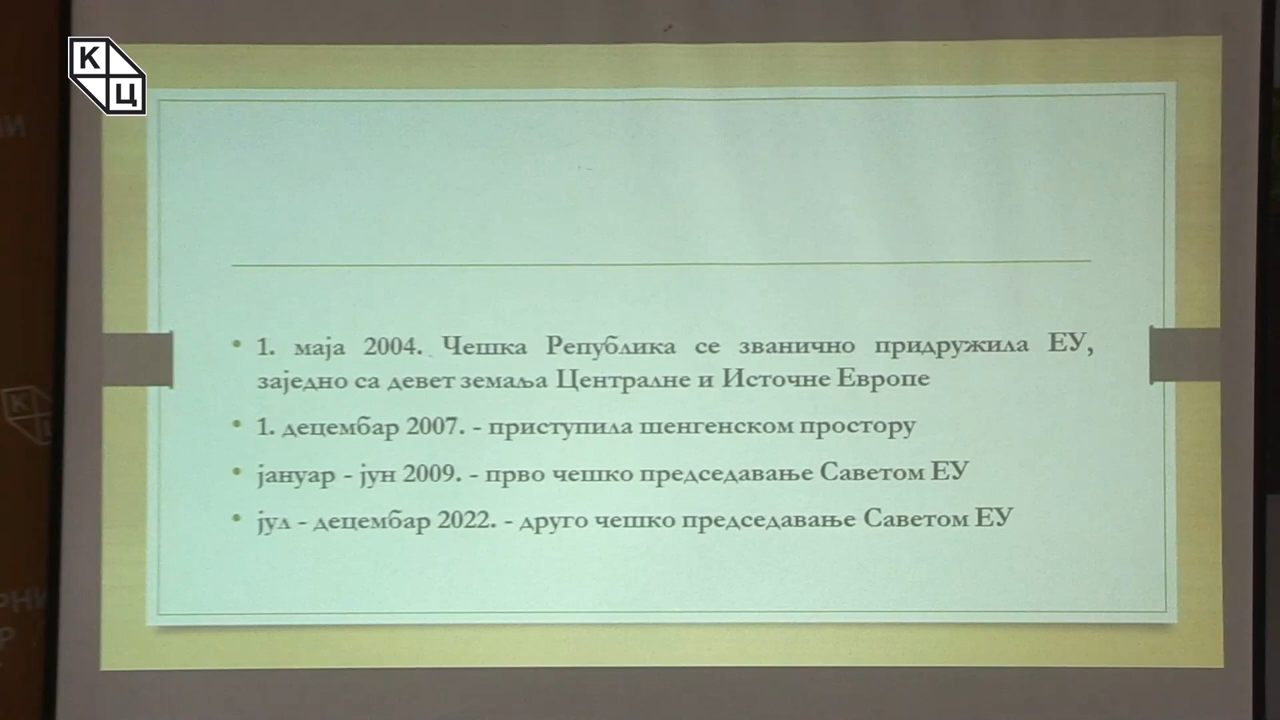 К
Ц
1. маја 2004. Чешка Република се званично придружила ЕУ,
заједно са девет земаља Централне и Источне Европе
1. децембар 2007. - приступила шенгенском простору
јануар - јун 2009. - прво чешко председавање Саветом ЕУ
јул - децембар 2022. - друго чешко председавање Саветом ЕУ